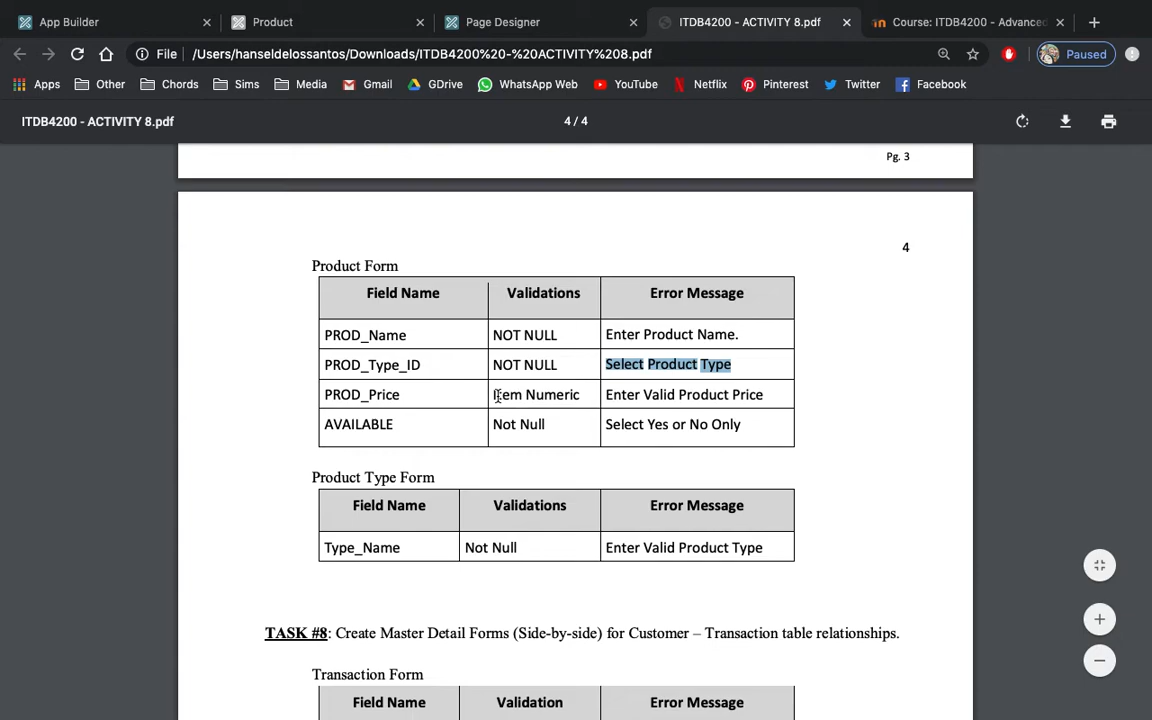 App Builder
Product
Page Designer
ITDB4200 - ACTIVITY 8.pdf
Course: ITDB4200 - Advanced
File
/Users/hanseldelossantos/Downloads/ITDB4200%20-%20ACTIVITY%208.pdf
Paused
Apps Other Chords Sims Media Gmail GDrive WhatsApp Web YouTube Netflix Pinterest Twitter Facebook
ITDB4200 - ACTIVITY 8.pdf
4 / 4
Pg. 3
4
Product Form
Field Name Validations Error Message
PROD_Name NOT NULL Enter Product Name.
PROD_Type_ID NOT NULL Select Product Type
PROD_Price Item Numeric Enter Valid Product Price
AVAILABLE Not Null Select Yes or No Only
Product Type Form
Field Name Validations Error Message
Type_Name Not Null Enter Valid Product Type
TASK #8: Create Master Detail Forms (Side-by-side) for Customer – Transaction table relationships.
Transaction Form
Field Name Validation Error Message